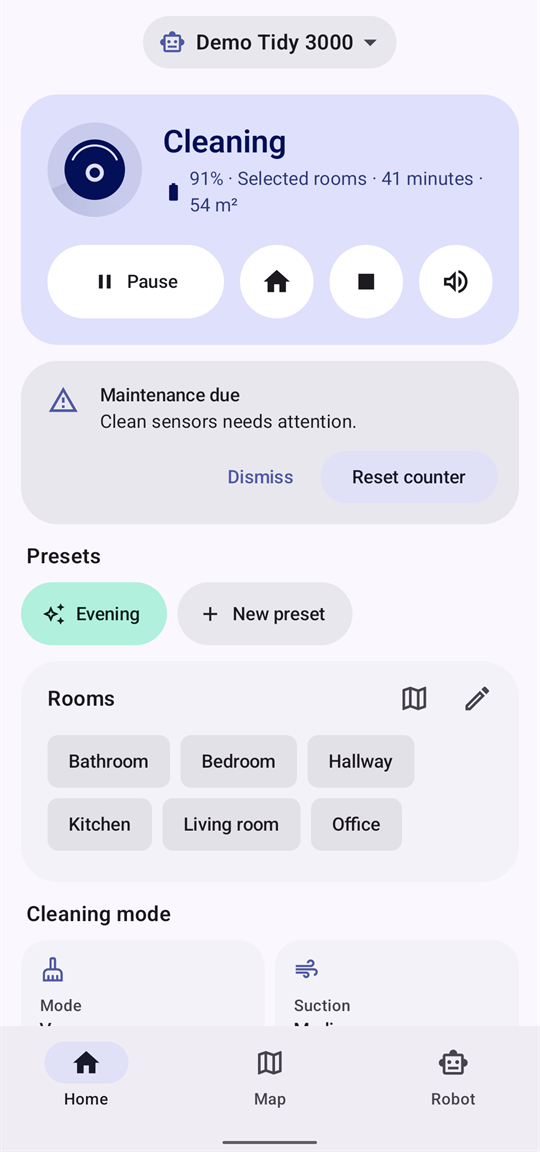 Demo Tidy 3000
Cleaning
91% · Selected rooms · 41 minutes ·
54 m²
Pause
Maintenance due
Clean sensors needs attention.
Dismiss
Reset counter
Presets
Evening
New preset
Rooms
Bathroom
Bedroom
Hallway
Kitchen
Living room
Office
Cleaning mode
Mode
Suction
Home
Map
Robot